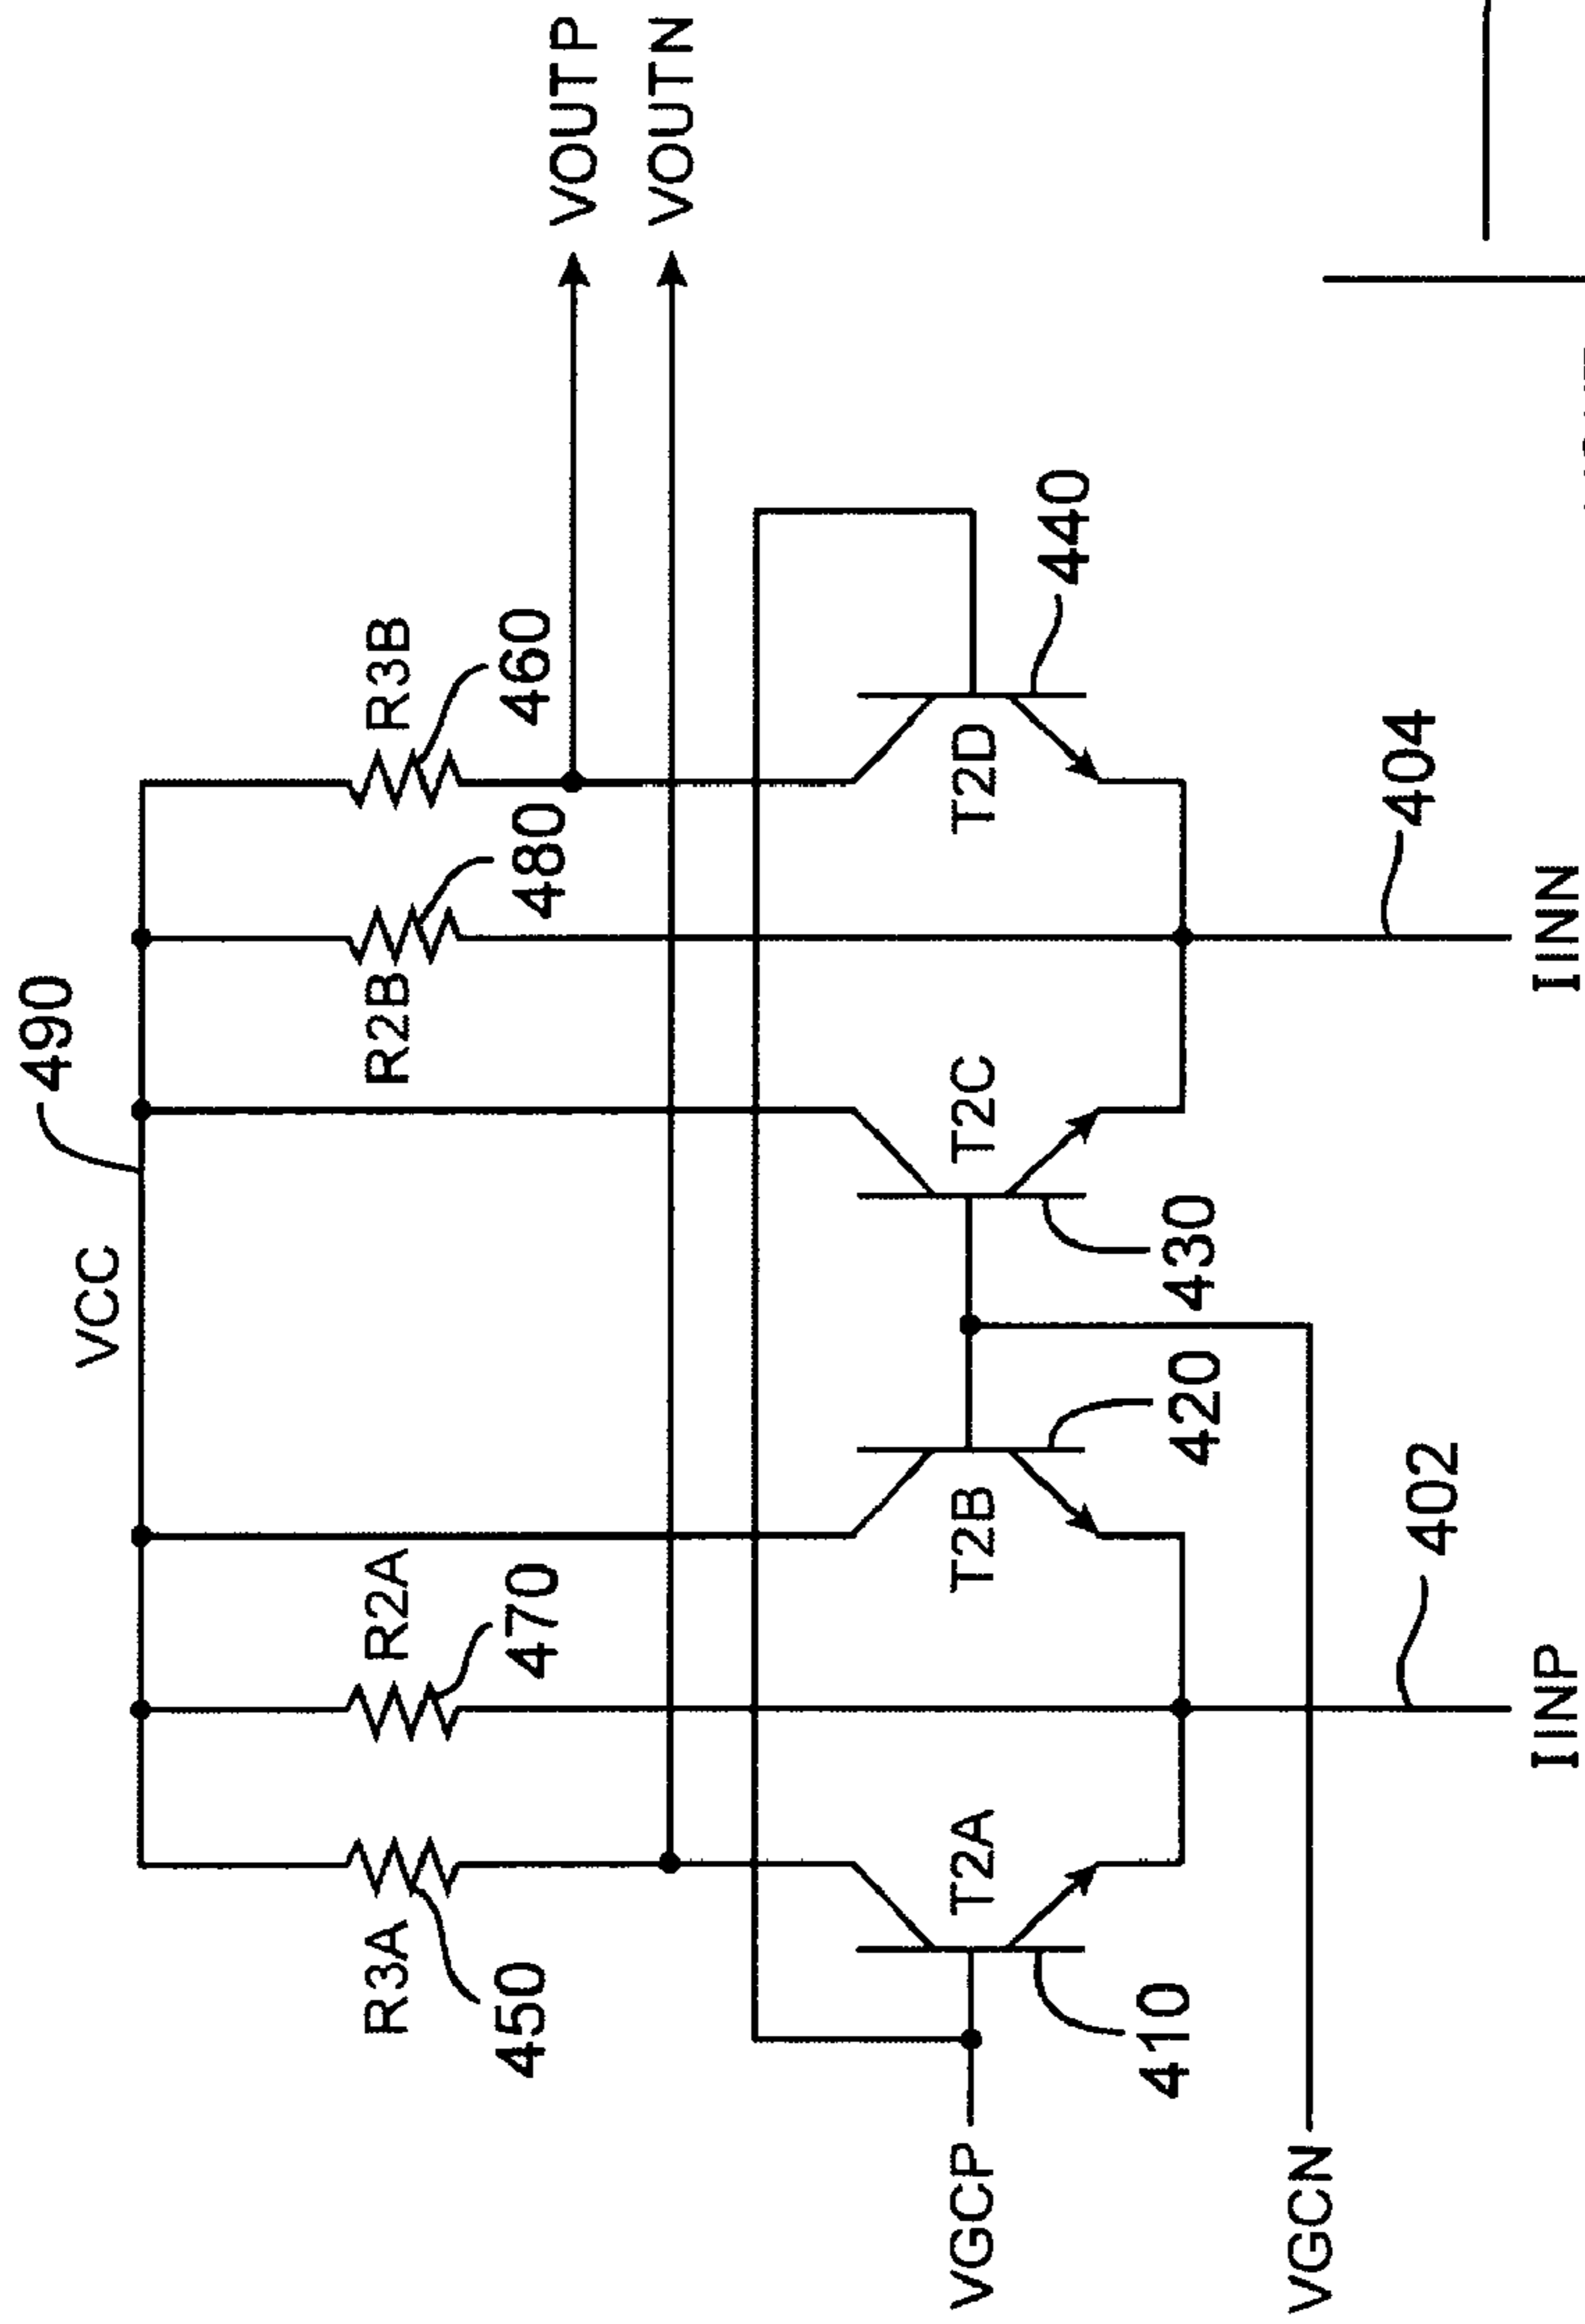 490
VCC
R3A
450
R2A
470
R2B
480
R3B
460
VOUTP
VOUTN
VGCP
T2A
410
T2B
420
T2C
430
T2D
440
VGCN
402
404
IINP
IINN